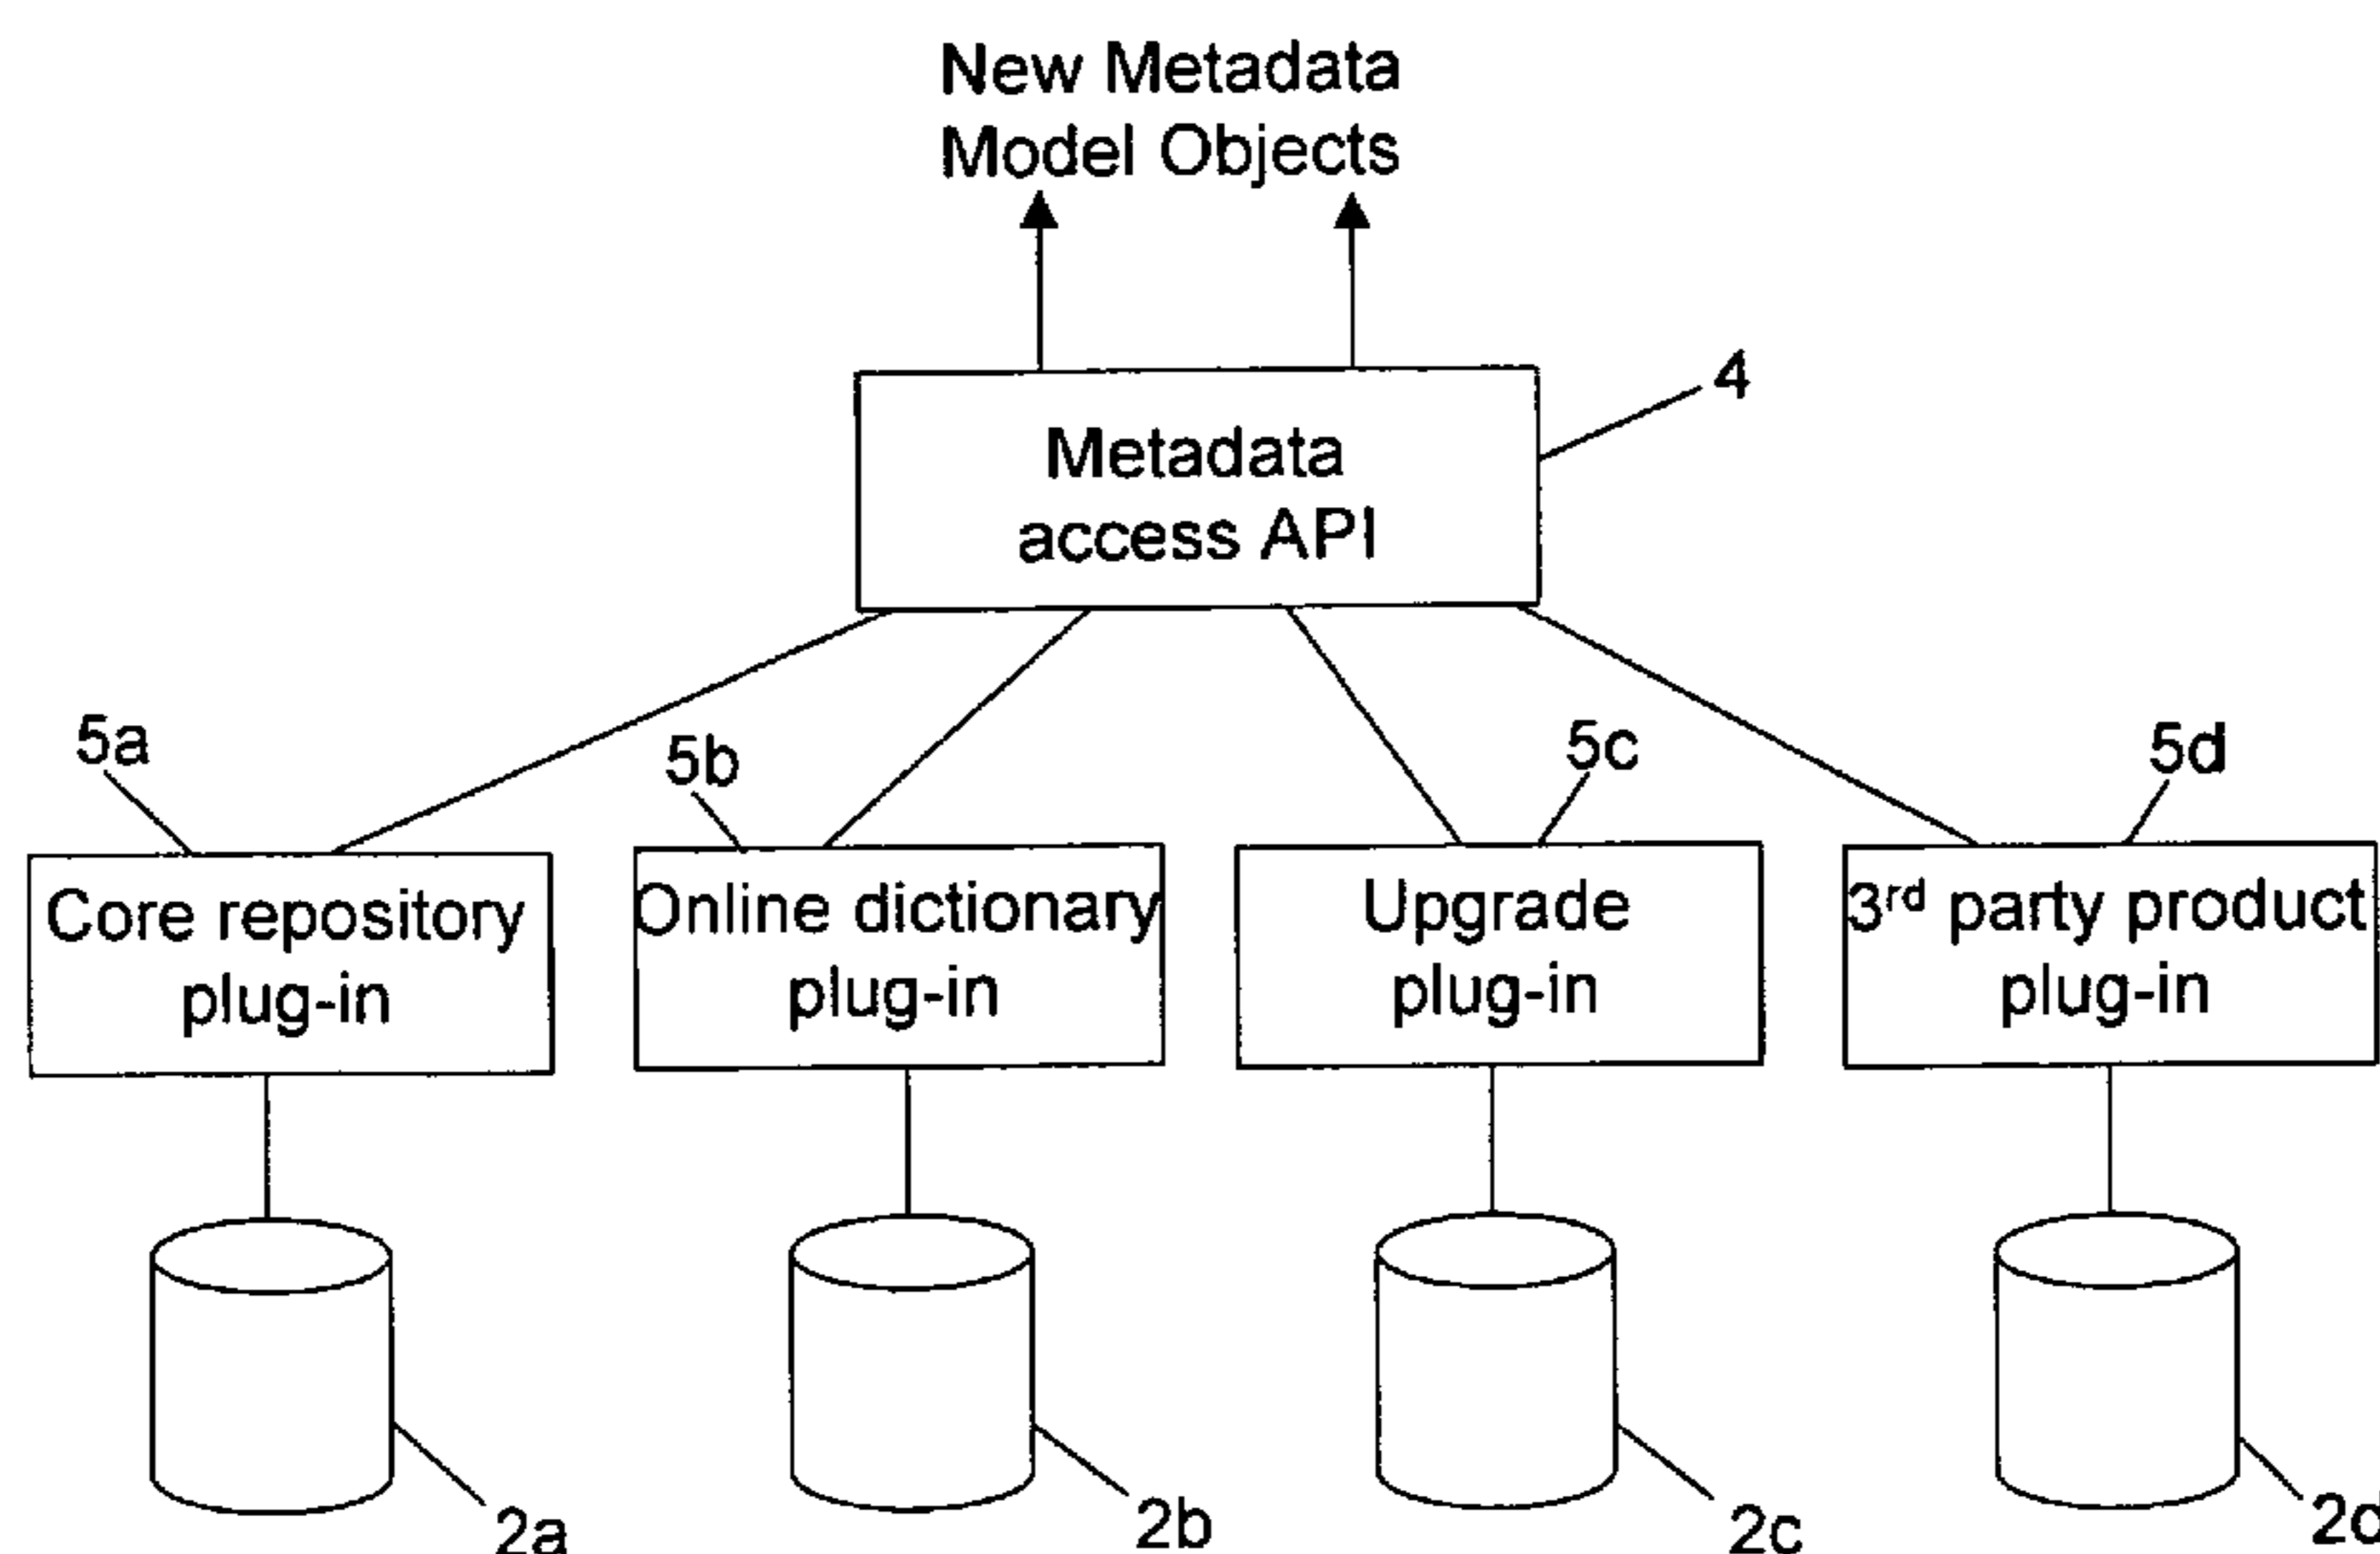 New Metadata
Model Objects
4
Metadata
access API
5a
5b
5c
5d
Core repository
plug-in
Online dictionary
plug-in
Upgrade
plug-in
3rd party product
plug-in
2a
2b
2c
2d